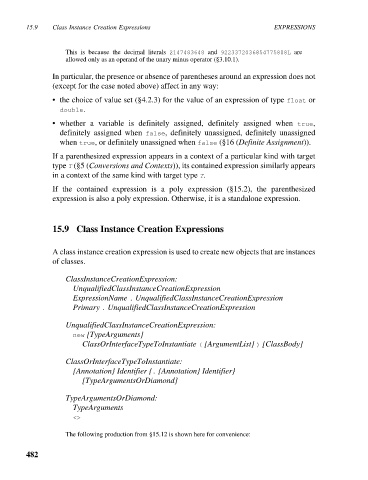 15.9 Class Instance Creation Expressions EXPRESSIONS
This is because the decimal literals 2147483648 and 9223372036854775808L are
allowed only as an operand of the unary minus operator (§3.10.1).
In particular, the presence or absence of parentheses around an expression does not
(except for the case noted above) affect in any way:
• the choice of value set (§4.2.3) for the value of an expression of type float or
double.
• whether a variable is definitely assigned, definitely assigned when true,
definitely assigned when false, definitely unassigned, definitely unassigned
when true, or definitely unassigned when false (§16 (Definite Assignment)).
If a parenthesized expression appears in a context of a particular kind with target
type T (§5 (Conversions and Contexts)), its contained expression similarly appears
in a context of the same kind with target type T.
If the contained expression is a poly expression (§15.2), the parenthesized
expression is also a poly expression. Otherwise, it is a standalone expression.
15.9 Class Instance Creation Expressions
A class instance creation expression is used to create new objects that are instances
of classes.
ClassInstanceCreationExpression:
UnqualifiedClassInstanceCreationExpression
ExpressionName . UnqualifiedClassInstanceCreationExpression
Primary . UnqualifiedClassInstanceCreationExpression
UnqualifiedClassInstanceCreationExpression:
new [TypeArguments]
ClassOrInterfaceTypeToInstantiate ( [ArgumentList] ) [ClassBody]
ClassOrInterfaceTypeToInstantiate:
{Annotation} Identifier { . {Annotation} Identifier}
[TypeArgumentsOrDiamond]
TypeArgumentsOrDiamond:
TypeArguments
<>
The following production from §15.12 is shown here for convenience:
482